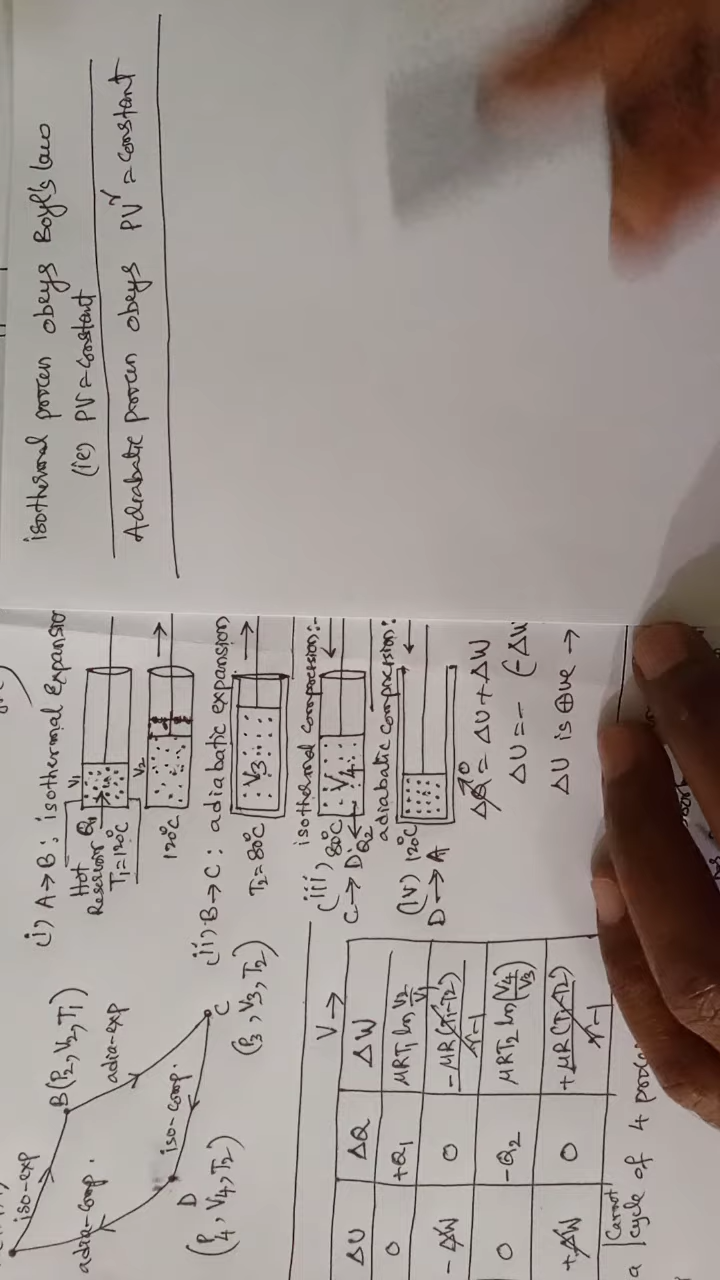 isothermal process obeys Boyl's law
(ie) PV = constant
Adiabatic process obeys PV^γ = constant
iso-exp
B(P2, V2, T1)
adia-exp
C
(P3, V3, T2)
iso-comp.
D
(P4, V4, T2)
adia-comp.
V →
(i) A→B : isothermal Expansion
V1
Hot
Reservoir Q1
T1=120°C
V2
120°C
(ii) B→C : adiabatic expansion
T2=80°C
V3
(iii) isothermal compression:-
80°C
C → D
Q2
V4
adiabatic compression:
(IV) 120°C
D → A
ΔQ = ΔU + ΔW
0
ΔU = - (-ΔW
ΔU is ⊕ve →
ΔU ΔQ ΔW
0 +Q1 μRT1 ln V2/V1
-ΔW 0 -μR(T1-T2)/γ-1
0 -Q2 μRT2 ln(V4/V3)
+ΔW 0 +μR(T1-T2)/γ-1
a Carnot cycle of 4